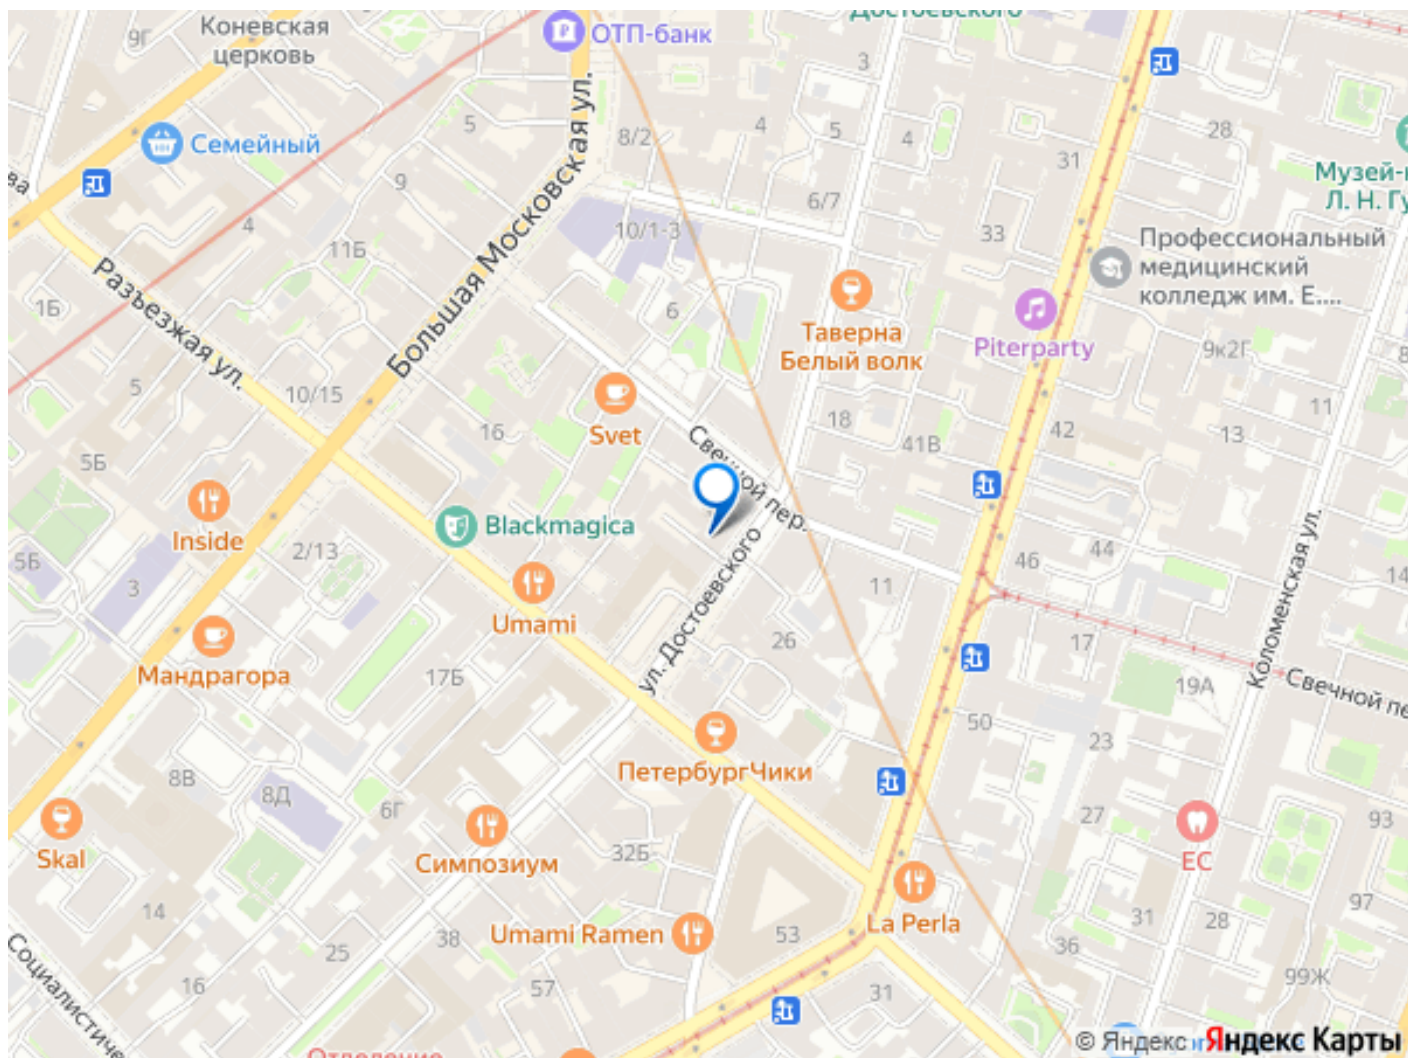 Достоевского
9Г
Коневская
церковь
ОТП-банк
3
28
Семейный
5
8/2
4
5
4
31
Музей-к
Л. Н. Гу
ва
9
6/7
4
11Б
10/1-3
33
Профессиональный
медицинский
колледж им. Е....
Большая Московская ул.
Разъезжая ул.
1Б
6
Таверна
Белый волк
Piterparty
9к2Г
8
5
10/15
Svet
16
18
41В
42
11
13
5Б
Свечной пер.
Inside
Blackmagica
2/13
5Б
3
Umami
ул. Достоевского
11
46
44
14
Коломенская ул.
Мандрагора
17Б
26
17
19А
Свечной пе
50
23
ПетербургЧики
8В
8Д
6Г
Skal
Симпозиум
32Б
27
ЕС
93
14
La Perla
31
28
97
Umami Ramen
53
38
25
36
99Ж
Социалистиче
16
57
31
Отделение
© Яндекс
Яндекс Карты